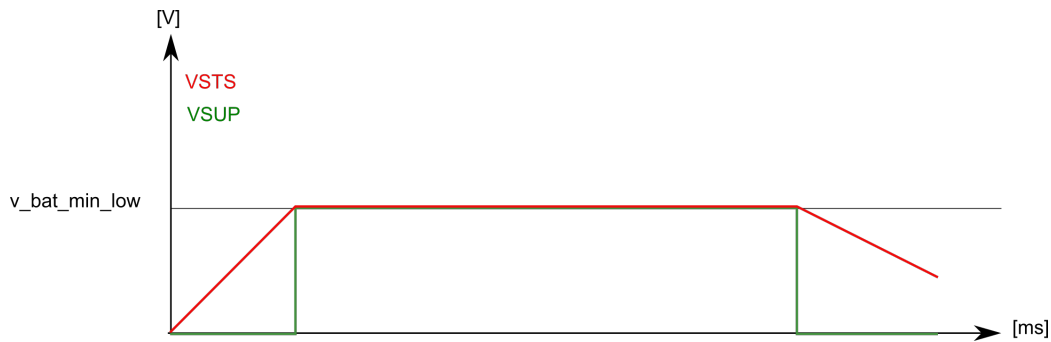 [V]
VSTS
VSUP
v_bat_min_low
[ms]